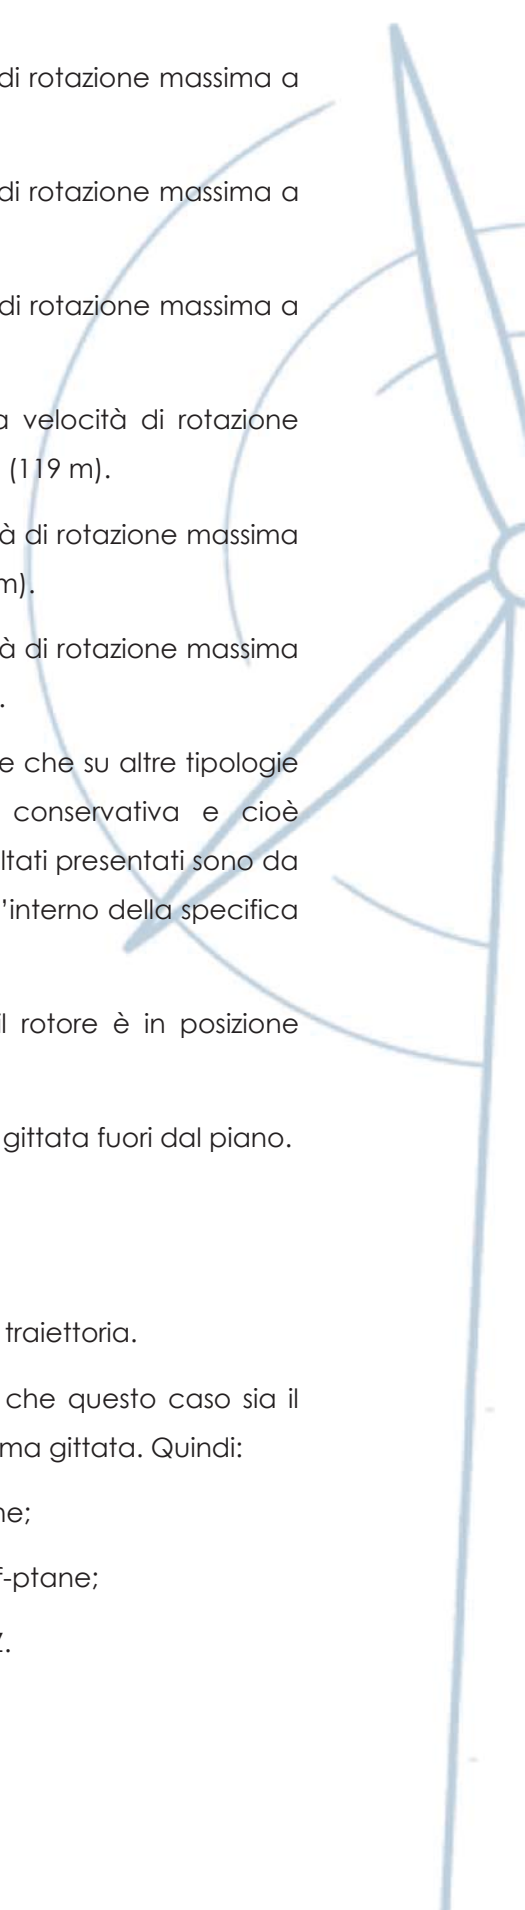 di rotazione massima a
di rotazione massima a
di rotazione massima a
velocità di rotazione
(119 m).
di rotazione massima
m).
di rotazione massima
.
che su altre tipologie
conservativa e cioè
ltati presentati sono da
'interno della specifica
rotore è in posizione
gittata fuori dal piano.
traiettoria.
che questo caso sia il
ma gittata. Quindi:
ne;
f-ptane;